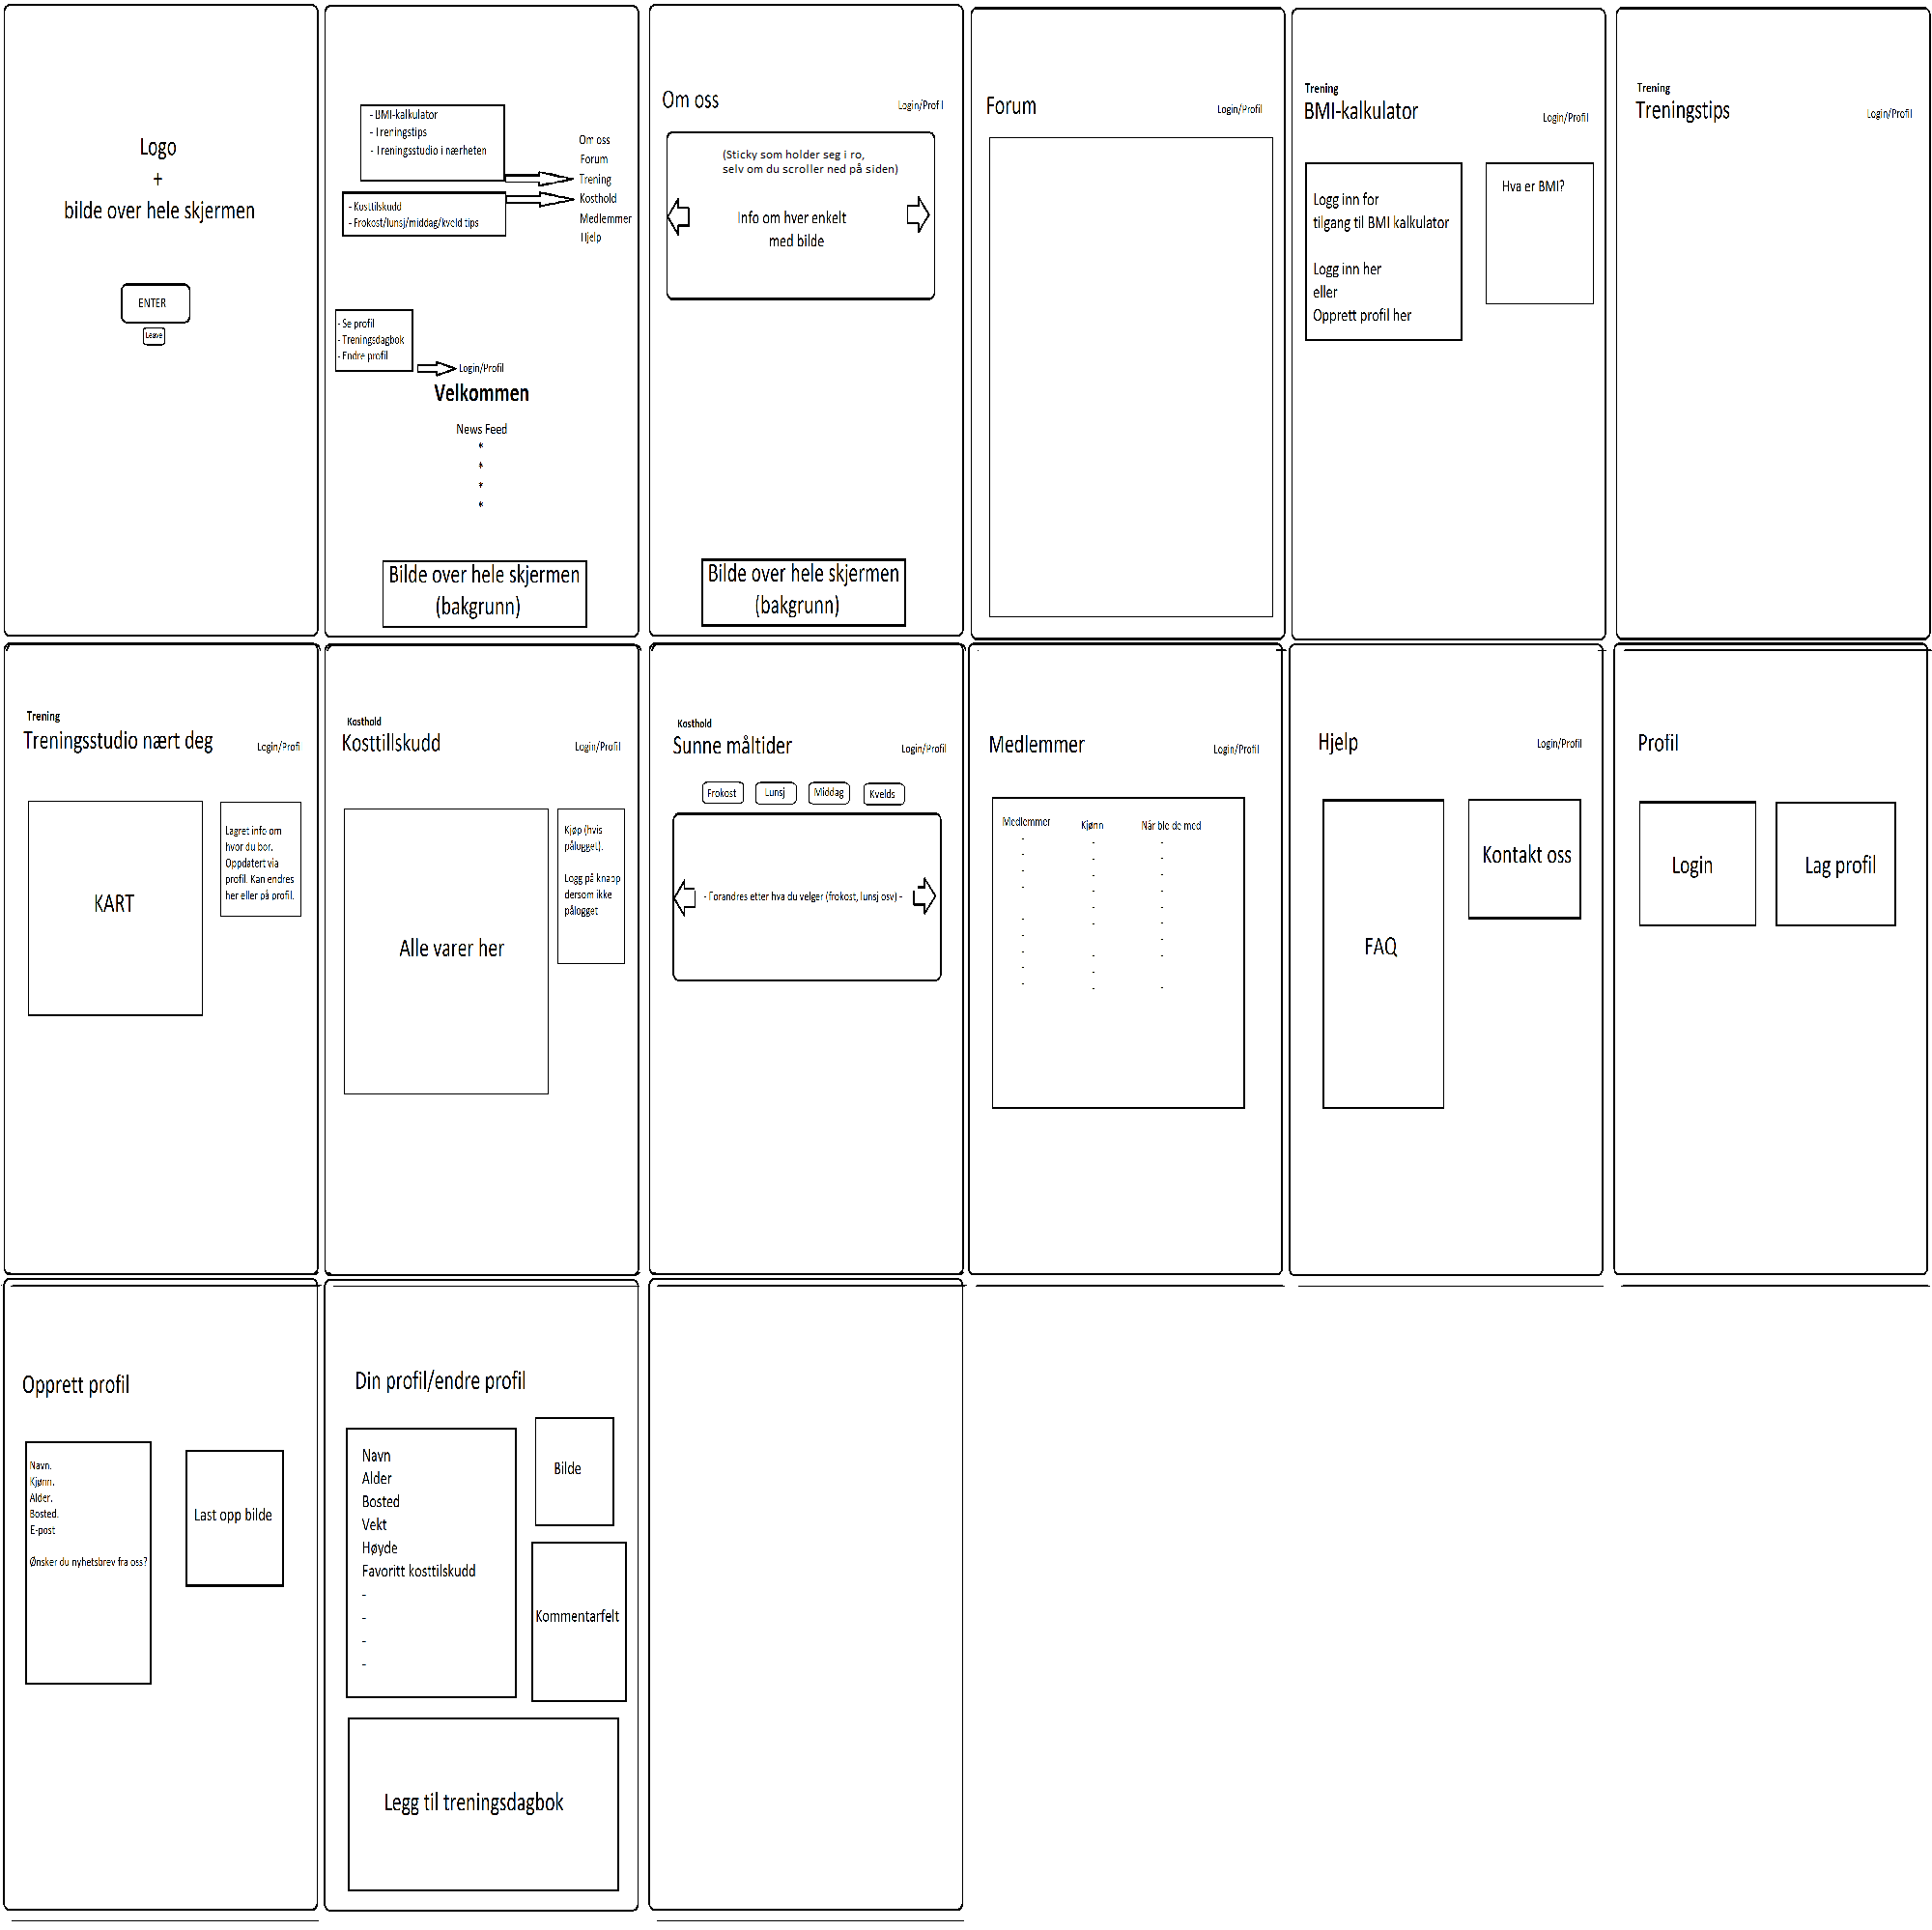 Logo
+
bilde over hele skjermen
ENTER
Leave
- BMI-kalkulator
- Treningstips
- Treningsstudio i nærheten
- Kosttilskudd
- Frokost/lunsj/middag/kveld tips
Om oss
Forum
Trening
Kosthold
Medlemmer
Hjelp
- Se profil
- Treningsdagbok
- Endre profil
Login/Profil
Velkommen
News Feed
*
*
*
*
Bilde over hele skjermen
(bakgrunn)
Om oss
Login/Profil
(Sticky som holder seg i ro,
selv om du scroller ned på siden)
Info om hver enkelt
med bilde
Bilde over hele skjermen
(bakgrunn)
Forum
Login/Profil
Trening
BMI-kalkulator
Login/Profil
Logg inn for
tilgang til BMI kalkulator
Logg inn her
eller
Opprett profil her
Hva er BMI?
Trening
Treningstips
Login/Profil
Trening
Treningsstudio nært deg
Login/Profi
KART
Lagret info om
hvor du bor.
Oppdatert via
profil. Kan endres
her eller på profil.
Kosthold
Kosttillskudd
Login/Profil
Alle varer her
Kjøp (hvis
pålogget).
Logg på knapp
dersom ikke
pålogget
Kosthold
Sunne måltider
Login/Profil
Frokost
Lunsj
Middag
Kvelds
- Forandres etter hva du velger (frokost, lunsj osv) -
Medlemmer
Login/Profil
Medlemmer Kjønn Når ble de med
Hjelp
Login/Profil
FAQ
Kontakt oss
Profil
Login
Lag profil
Opprett profil
Navn.
Kjønn.
Alder.
Bosted.
E-post
Ønsker du nyhetsbrev fra oss?
Last opp bilde
Din profil/endre profil
Navn
Alder
Bosted
Vekt
Høyde
Favoritt kosttilskudd
-
-
-
-
Bilde
Kommentarfelt
Legg til treningsdagbok